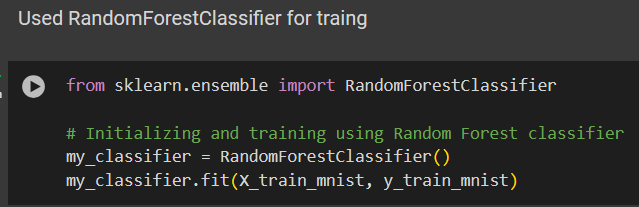 Used RandomForestClassifier for traing
from sklearn.ensemble import RandomForestClassifier
# Initializing and training using Random Forest classifier
my_classifier = RandomForestClassifier()
my_classifier.fit(X_train_mnist, y_train_mnist)